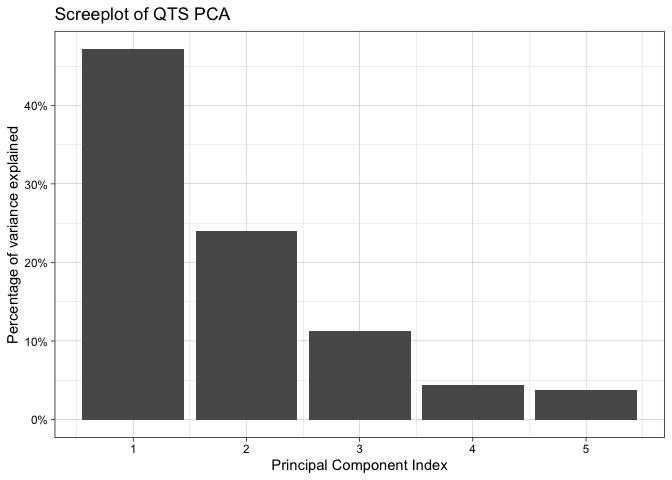 Screeplot of QTS PCA
Percentage of variance explained
40%
30%
20%
10%
0%
1 2 3 4 5
Principal Component Index